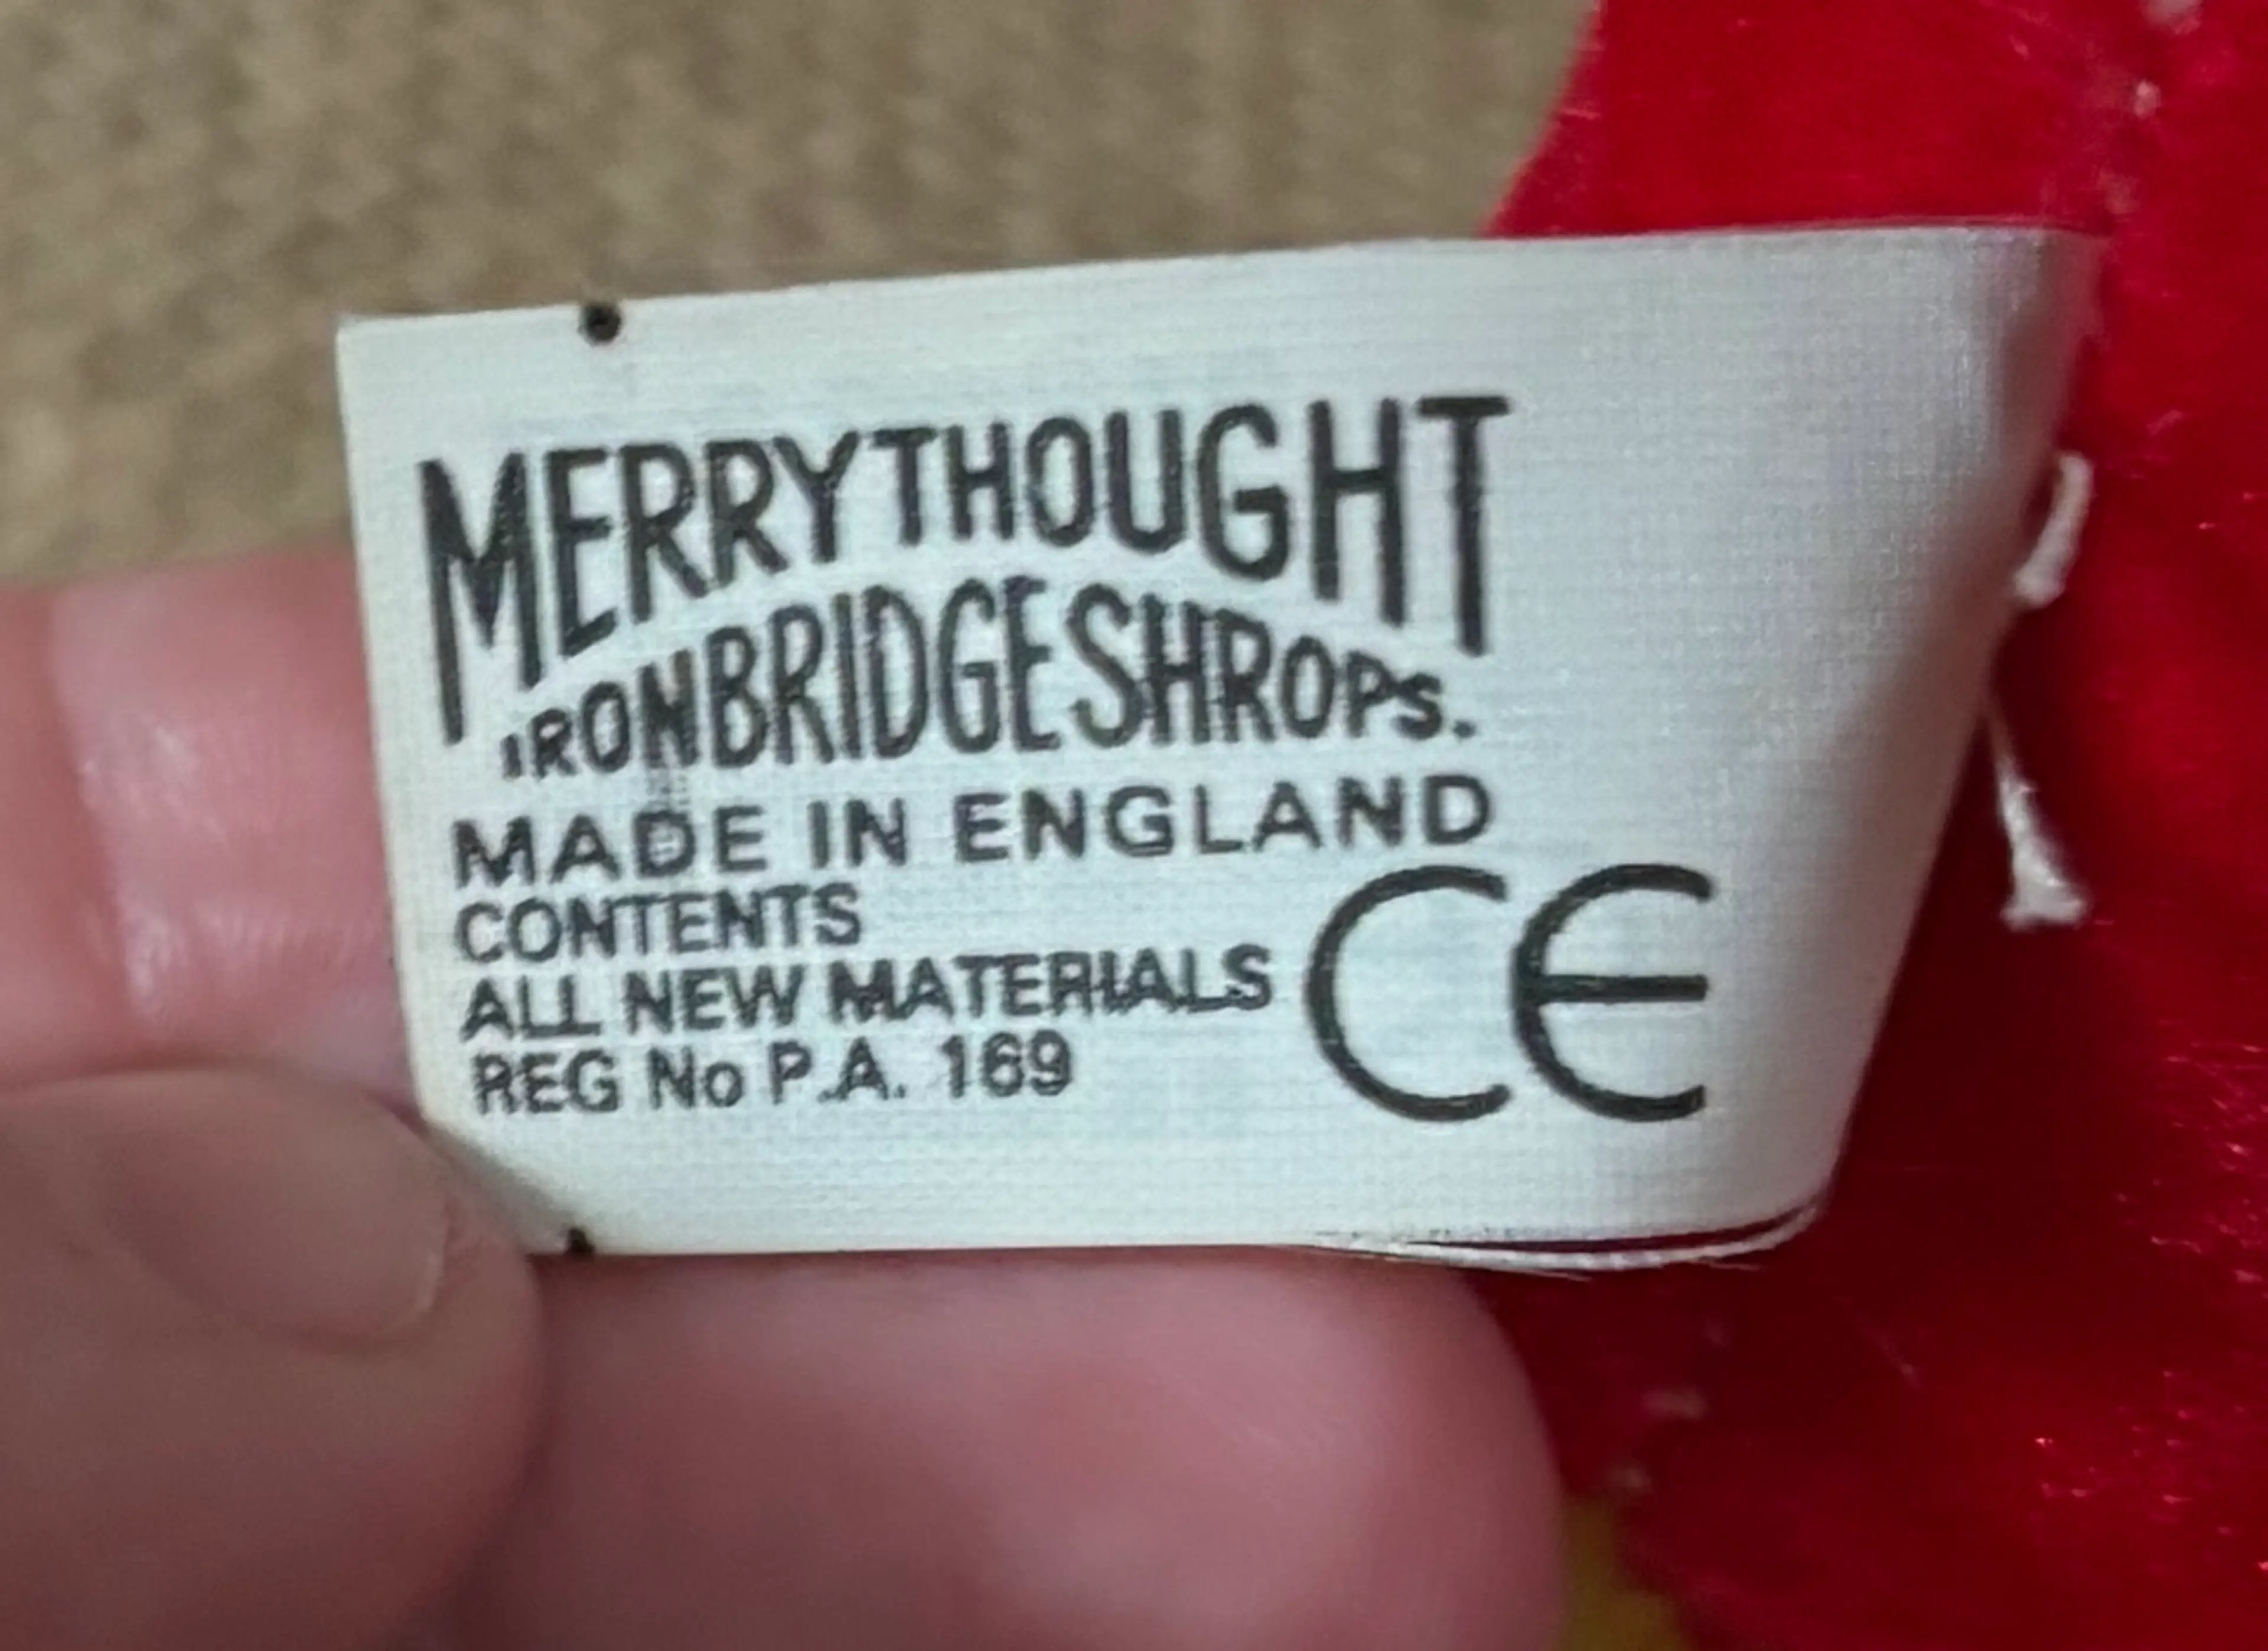 MERRYTHOUGHT
IRONBRIDGE SHROPS.
MADE IN ENGLAND
CONTENTS
ALL NEW MATERIALS
REG No P.A. 169
CE